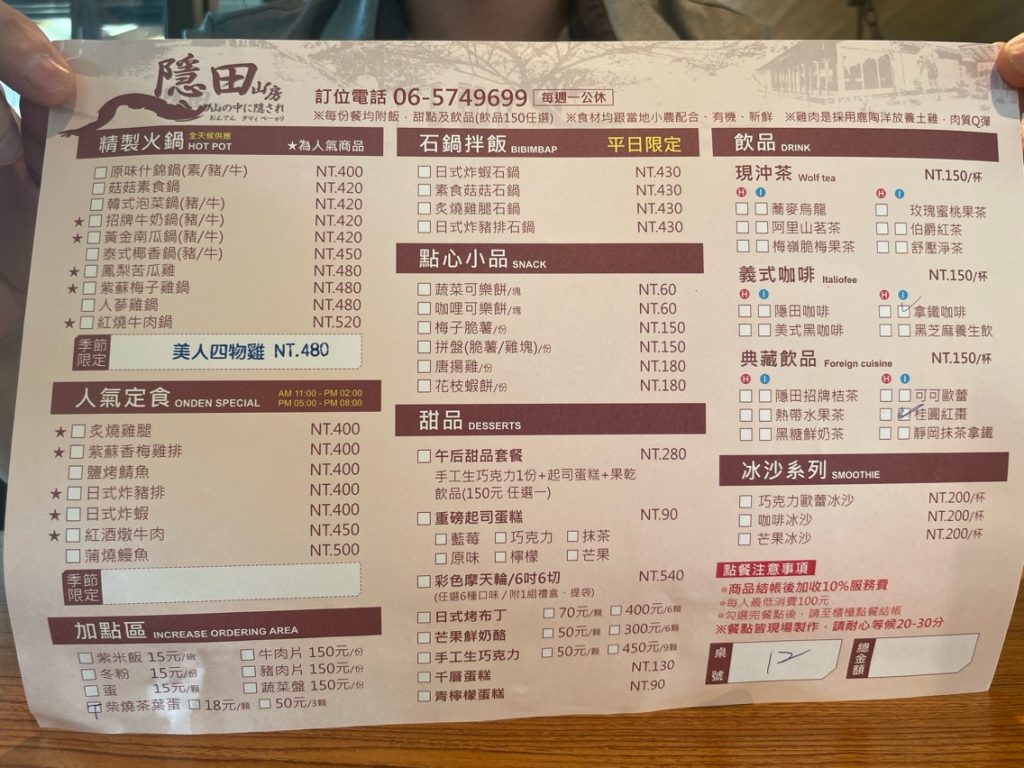 隱田山房
山の中に隠され
訂位電話 06-5749699 每週一公休
※每份餐均附飯、甜點及飲品(飲品150任選) ※食材均跟當地小農配合、有機、新鮮 ※雞肉是採用鹿陶洋放養土雞，肉質Q彈
精製火鍋 全天候供應 HOT POT ★為人氣商品
原味什錦鍋(素/豬/牛) NT.400
菇菇素食鍋 NT.420
韓式泡菜鍋(豬/牛) NT.420
★招牌牛奶鍋(豬/牛) NT.420
★黃金南瓜鍋(豬/牛) NT.420
泰式椰香鍋(豬/牛) NT.450
★鳳梨苦瓜雞 NT.480
★紫蘇梅子雞鍋 NT.480
人蔘雞鍋 NT.480
★紅燒牛肉鍋 NT.520
季節限定 美人四物雞 NT.480
人氣定食 ONDEN SPECIAL AM 11:00 - PM 02:00
PM 05:00 - PM 08:00
★炙燒雞腿 NT.400
★紫蘇香梅雞排 NT.400
鹽烤鯖魚 NT.400
★日式炸豬排 NT.400
★日式炸蝦 NT.400
★紅酒燉牛肉 NT.450
蒲燒鰻魚 NT.500
季節限定
加點區 INCREASE ORDERING AREA
紫米飯 15元/碗 牛肉片 150元/份
冬粉 15元/份 豬肉片 150元/份
蛋 15元/顆 蔬菜盤 150元/份
柴燒茶葉蛋 18元/顆 50元/3顆
石鍋拌飯 BIBIMBAP 平日限定
日式炸蝦石鍋 NT.430
素食菇菇石鍋 NT.430
炙燒雞腿石鍋 NT.430
日式炸豬排石鍋 NT.430
點心小品 SNACK
蔬菜可樂餅/塊 NT.60
咖哩可樂餅/塊 NT.60
梅子脆薯/份 NT.150
拼盤(脆薯/雞塊)/份 NT.150
唐揚雞/份 NT.180
花枝蝦餅/份 NT.180
甜品 DESSERTS
午后甜品套餐 NT.280
手工生巧克力1份+起司蛋糕+果乾
飲品(150元 任選一)
重磅起司蛋糕 NT.90
藍莓 巧克力 抹茶
原味 檸檬 芒果
彩色摩天輪/6吋6切 NT.540
(任選6種口味 / 附1組禮盒、提袋)
日式烤布丁 70元/顆 400元/6顆
芒果鮮奶酪 50元/顆 300元/6顆
手工生巧克力 50元/顆 450元/9顆
千層蛋糕 NT.130
青檸檬蛋糕 NT.90
飲品 DRINK
現沖茶 Wolf tea NT.150/杯
H I H I
蕎麥烏龍 玫瑰蜜桃果茶
阿里山茗茶 伯爵紅茶
梅嶺脆梅果茶 舒壓淨茶
義式咖啡 Italiofee NT.150/杯
H I H I
隱田咖啡 拿鐵咖啡
美式黑咖啡 黑芝麻養生飲
典藏飲品 Foreign cuisine NT.150/杯
H I H I
隱田招牌桔茶 可可歐蕾
熱帶水果茶 桂圓紅棗
黑糖鮮奶茶 靜岡抹茶拿鐵
冰沙系列 SMOOTHIE
巧克力歐蕾冰沙 NT.200/杯
咖啡冰沙 NT.200/杯
芒果冰沙 NT.200/杯
點餐注意事項
●商品結帳後加收10%服務費
●每人最低消費100元
●勾選完餐點後，請至櫃檯點餐結帳
※餐點皆現場製作，請耐心等候20-30分
桌號 12 總金額